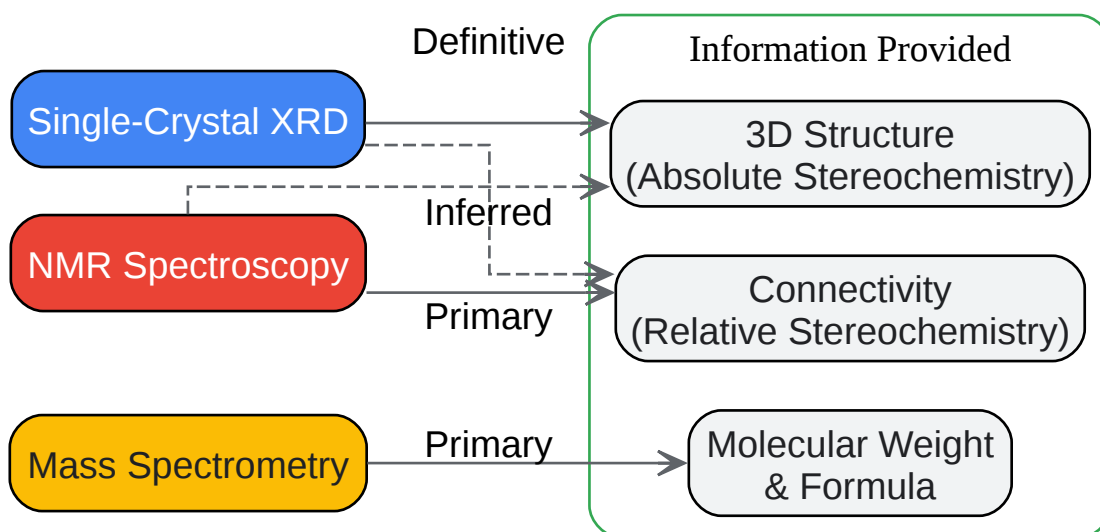 Definitive
Information Provided
Single-Crystal XRD
3D Structure
(Absolute Stereochemistry)
Inferred
NMR Spectroscopy
Connectivity
(Relative Stereochemistry)
Primary
Mass Spectrometry
Primary
Molecular Weight
& Formula